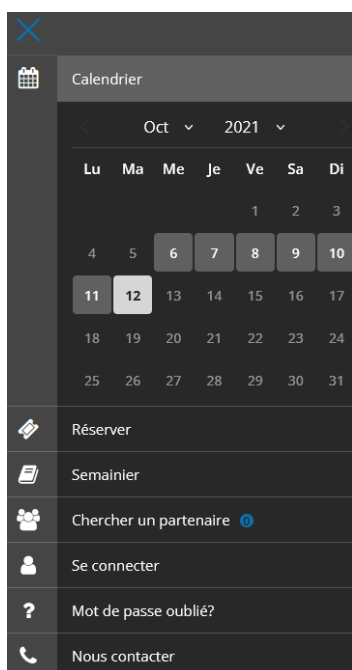 Calendrier
Oct 2021
Lu Ma Me Je Ve Sa Di
1 2 3
4 5 6 7 8 9 10
11 12 13 14 15 16 17
18 19 20 21 22 23 24
25 26 27 28 29 30 31
Réserver
Semainier
Chercher un partenaire 0
Se connecter
? Mot de passe oublié?
Nous contacter